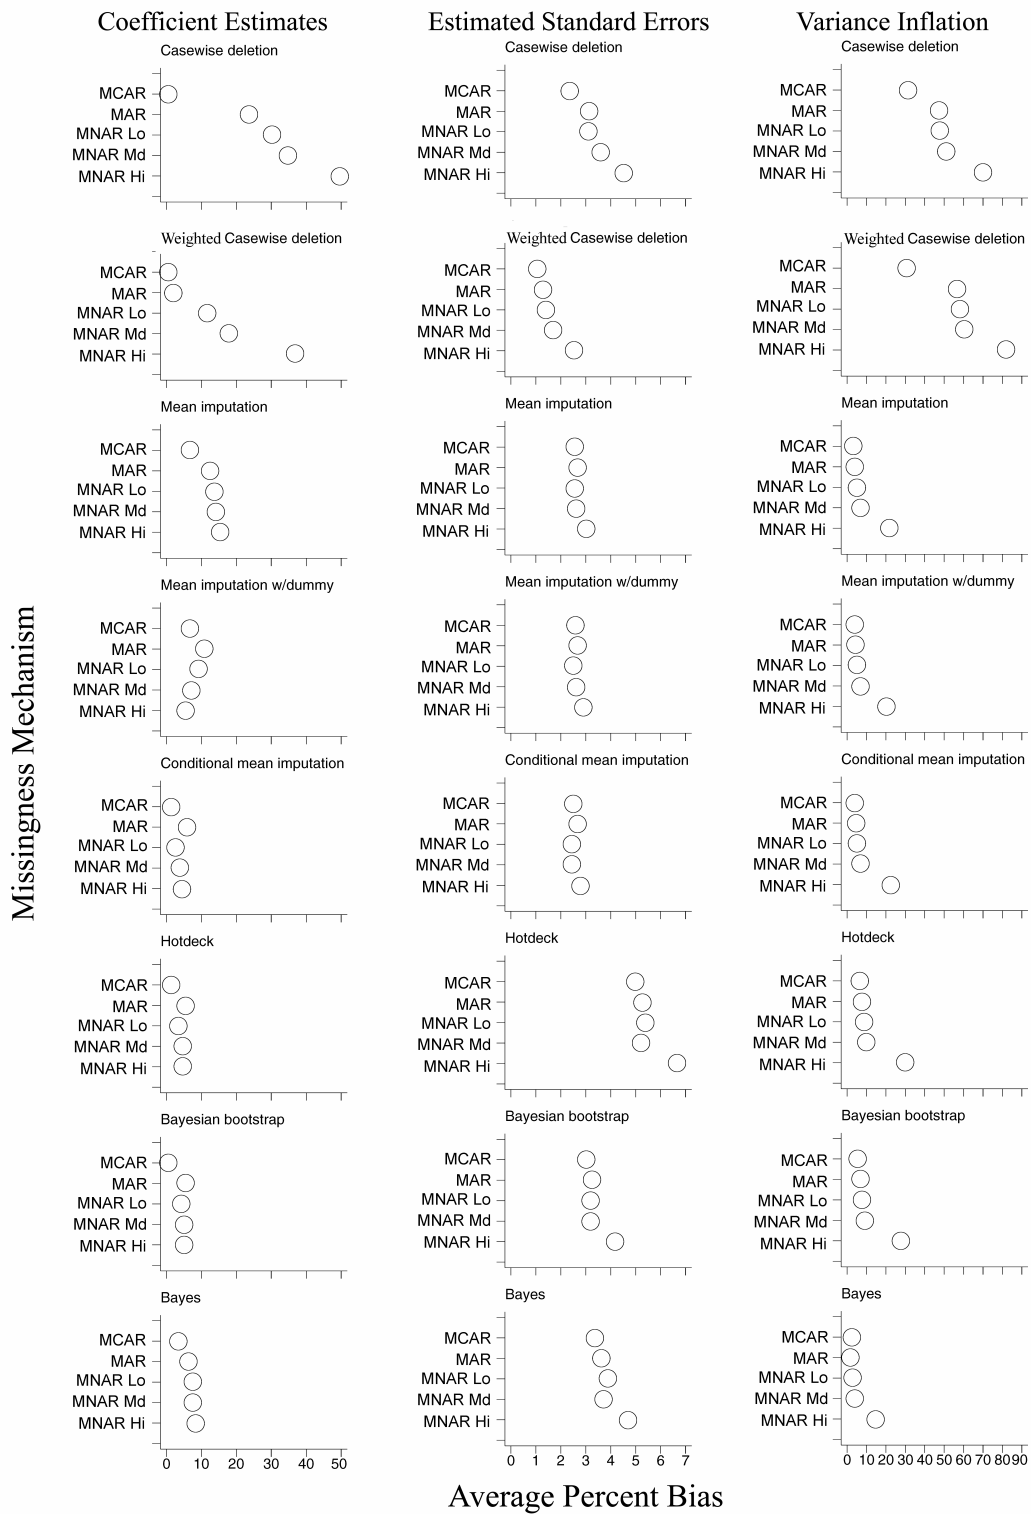 Coefficient Estimates Estimated Standard Errors Variance Inflation
Casewise deletion Casewise deletion Casewise deletion
MCAR MCAR MCAR
MAR MAR MAR
MNAR Lo MNAR Lo MNAR Lo
MNAR Md MNAR Md MNAR Md
MNAR Hi MNAR Hi MNAR Hi
Weighted Casewise deletion Weighted Casewise deletion Weighted Casewise deletion
MCAR MCAR MCAR
MAR MAR MAR
MNAR Lo MNAR Lo MNAR Lo
MNAR Md MNAR Md MNAR Md
MNAR Hi MNAR Hi MNAR Hi
Mean imputation Mean imputation Mean imputation
MCAR MCAR MCAR
MAR MAR MAR
MNAR Lo MNAR Lo MNAR Lo
MNAR Md MNAR Md MNAR Md
MNAR Hi MNAR Hi MNAR Hi
Mean imputation w/dummy Mean imputation w/dummy Mean imputation w/dummy
MCAR MCAR MCAR
MAR MAR MAR
MNAR Lo MNAR Lo MNAR Lo
MNAR Md MNAR Md MNAR Md
MNAR Hi MNAR Hi MNAR Hi
Missingness Mechanism
Conditional mean imputation Conditional mean imputation Conditional mean imputation
MCAR MCAR MCAR
MAR MAR MAR
MNAR Lo MNAR Lo MNAR Lo
MNAR Md MNAR Md MNAR Md
MNAR Hi MNAR Hi MNAR Hi
Hotdeck Hotdeck Hotdeck
MCAR MCAR MCAR
MAR MAR MAR
MNAR Lo MNAR Lo MNAR Lo
MNAR Md MNAR Md MNAR Md
MNAR Hi MNAR Hi MNAR Hi
Bayesian bootstrap Bayesian bootstrap Bayesian bootstrap
MCAR MCAR MCAR
MAR MAR MAR
MNAR Lo MNAR Lo MNAR Lo
MNAR Md MNAR Md MNAR Md
MNAR Hi MNAR Hi MNAR Hi
Bayes Bayes Bayes
MCAR MCAR MCAR
MAR MAR MAR
MNAR Lo MNAR Lo MNAR Lo
MNAR Md MNAR Md MNAR Md
MNAR Hi MNAR Hi MNAR Hi
0 10 20 30 40 50 0 1 2 3 4 5 6 7 0 10 20 30 40 50 60 70 80 90
Average Percent Bias